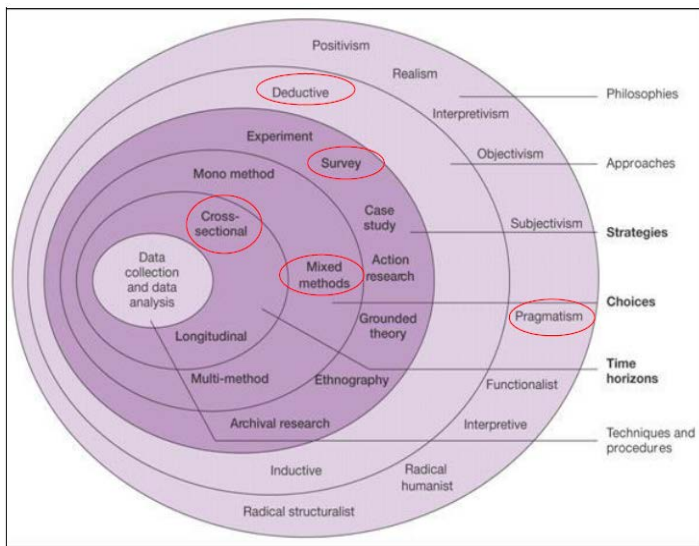 Positivism
Realism
Deductive
Philosophies
Interpretivism
Experiment
Objectivism
Survey
Approaches
Mono method
Cross-
sectional
Case
study
Subjectivism
Strategies
Data
collection
and data
analysis
Mixed
methods
Action
research
Choices
Pragmatism
Grounded
theory
Longitudinal
Time
horizons
Multi-method
Ethnography
Functionalist
Archival research
Interpretive
Techniques and
procedures
Inductive
Radical
humanist
Radical structuralist